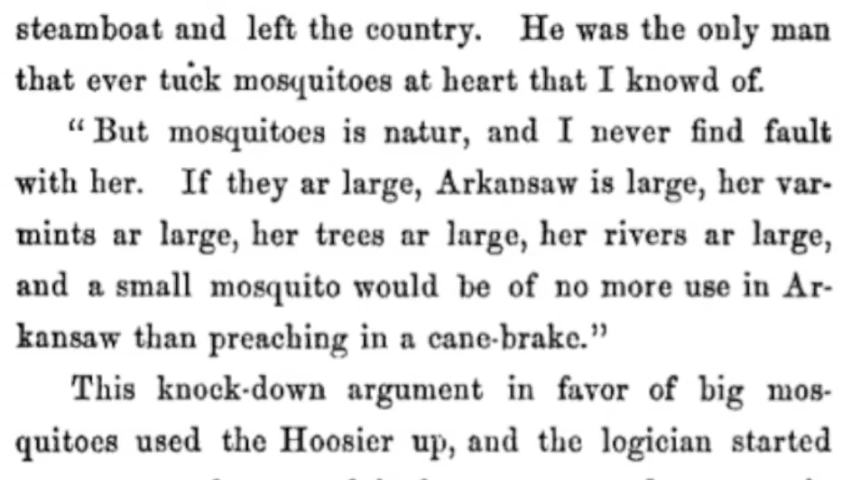 steamboat and left the country. He was the only man
that ever tuck mosquitoes at heart that I knowd of.
“But mosquitoes is natur, and I never find fault
with her. If they ar large, Arkansaw is large, her var-
mints ar large, her trees ar large, her rivers ar large,
and a small mosquito would be of no more use in Ar-
kansaw than preaching in a cane-brake.”
This knock-down argument in favor of big mos-
quitoes used the Hoosier up, and the logician started